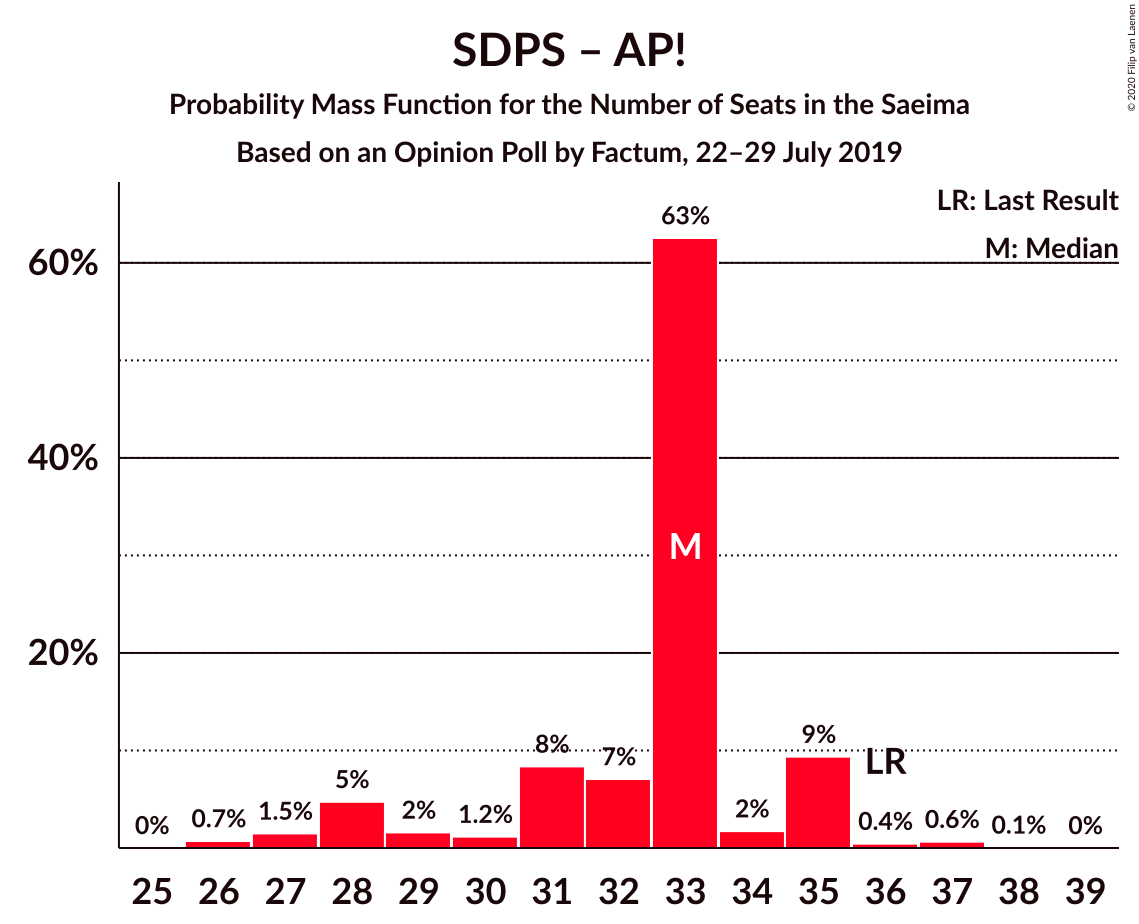 SDPS – AP!
Probability Mass Function for the Number of Seats in the Saeima
Based on an Opinion Poll by Factum, 22–29 July 2019
© 2020 Filip van Laenen
LR: Last Result
M: Median
60%
40%
20%
0%
0.7%
1.5%
5%
2%
1.2%
8%
7%
63%
M
2%
9%
LR
0.4%
0.6%
0.1%
0%
25 26 27 28 29 30 31 32 33 34 35 36 37 38 39